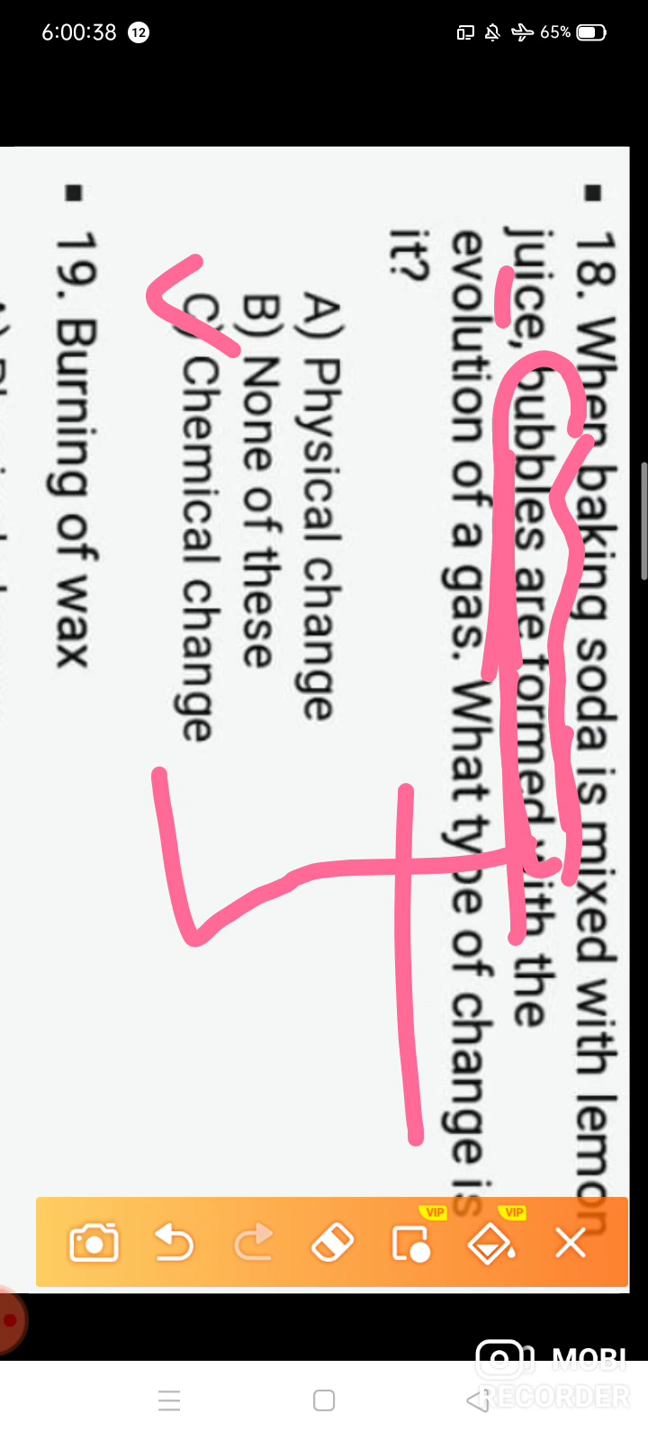 6:00:38 12 65%
▪ 18. When baking soda is mixed with lemon
juice, bubbles are formed with the
evolution of a gas. What type of change is
it?
A) Physical change
B) None of these
C) Chemical change
▪ 19. Burning of wax
VIP VIP
MOBI
RECORDER